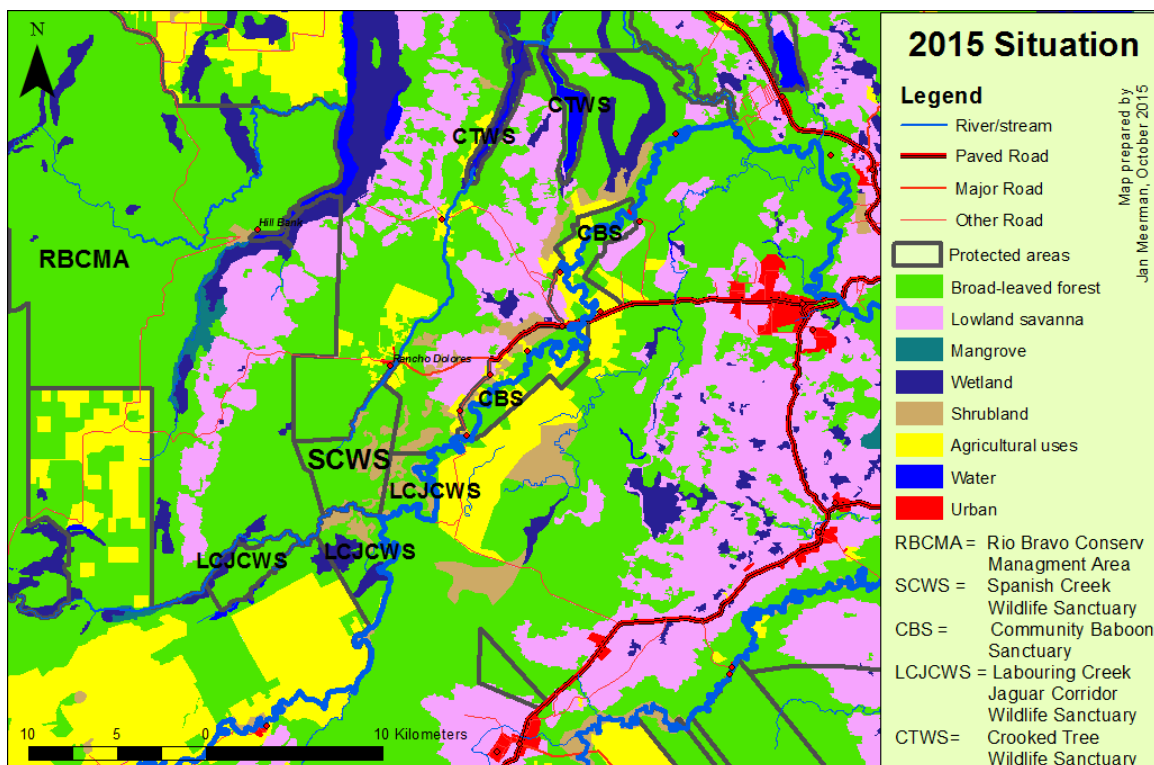 N
CTWS
CTWS
Hill Bank
CBS
RBCMA
Rancho Dolores
CBS
SCWS
LCJCWS
LCJCWS
LCJCWS
10 5 0 10 Kilometers
2015 Situation
Legend
River/stream
Paved Road
Major Road
Other Road
Protected areas
Broad-leaved forest
Lowland savanna
Mangrove
Wetland
Shrubland
Agricultural uses
Water
Urban
Map prepared by
Jan Meerman, October 2015
RBCMA = Rio Bravo Conserv
Managment Area
SCWS = Spanish Creek
Wildlife Sanctuary
CBS = Community Baboon
Sanctuary
LCJCWS = Labouring Creek
Jaguar Corridor
Wildlife Sanctuary
CTWS= Crooked Tree
Wildlife Sanctuary